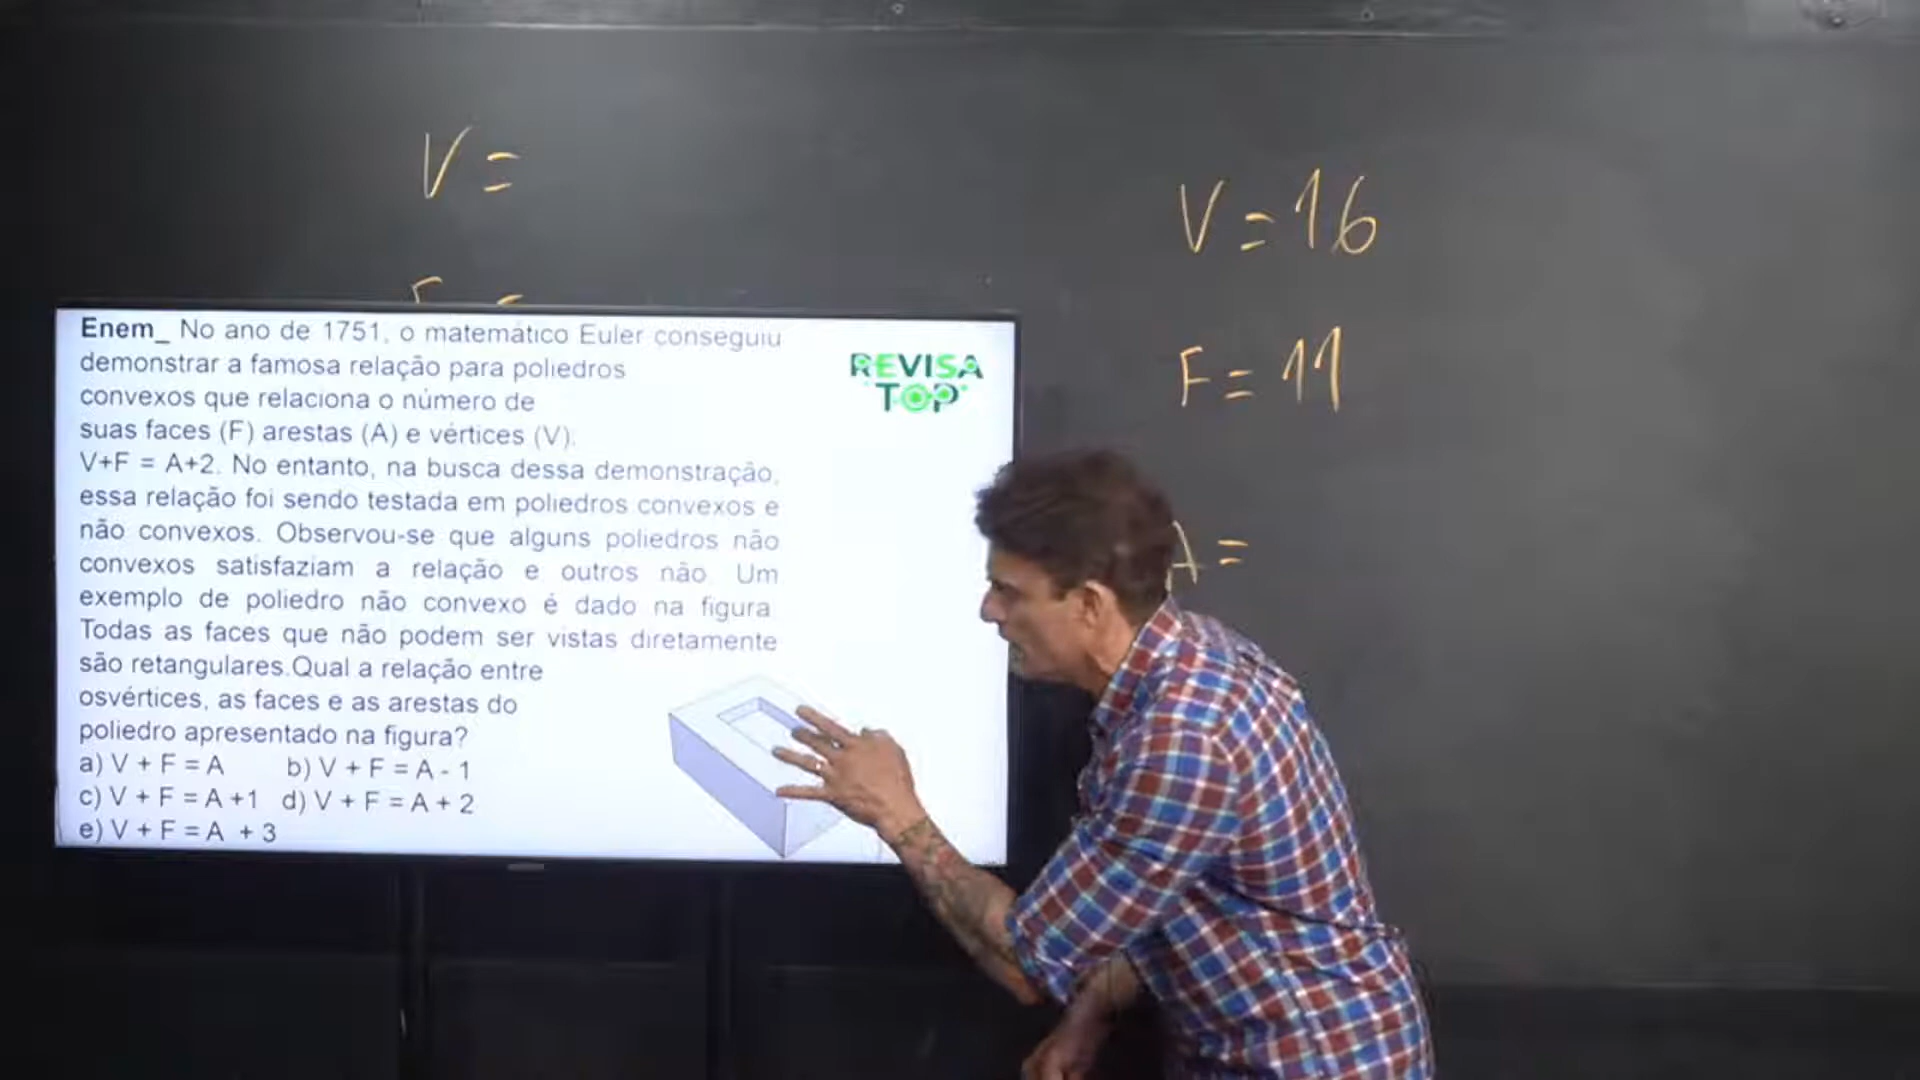 V =
V = 16
F = 11
A =
Enem_ No ano de 1751, o matemático Euler conseguiu
demonstrar a famosa relação para poliedros
convexos que relaciona o número de
suas faces (F) arestas (A) e vértices (V):
V+F = A+2. No entanto, na busca dessa demonstração,
essa relação foi sendo testada em poliedros convexos e
não convexos. Observou-se que alguns poliedros não
convexos satisfaziam a relação e outros não. Um
exemplo de poliedro não convexo é dado na figura.
Todas as faces que não podem ser vistas diretamente
são retangulares.Qual a relação entre
osvértices, as faces e as arestas do
poliedro apresentado na figura?
a) V + F = A b) V + F = A - 1
c) V + F = A +1 d) V + F = A + 2
e) V + F = A + 3
REVISA
TOP